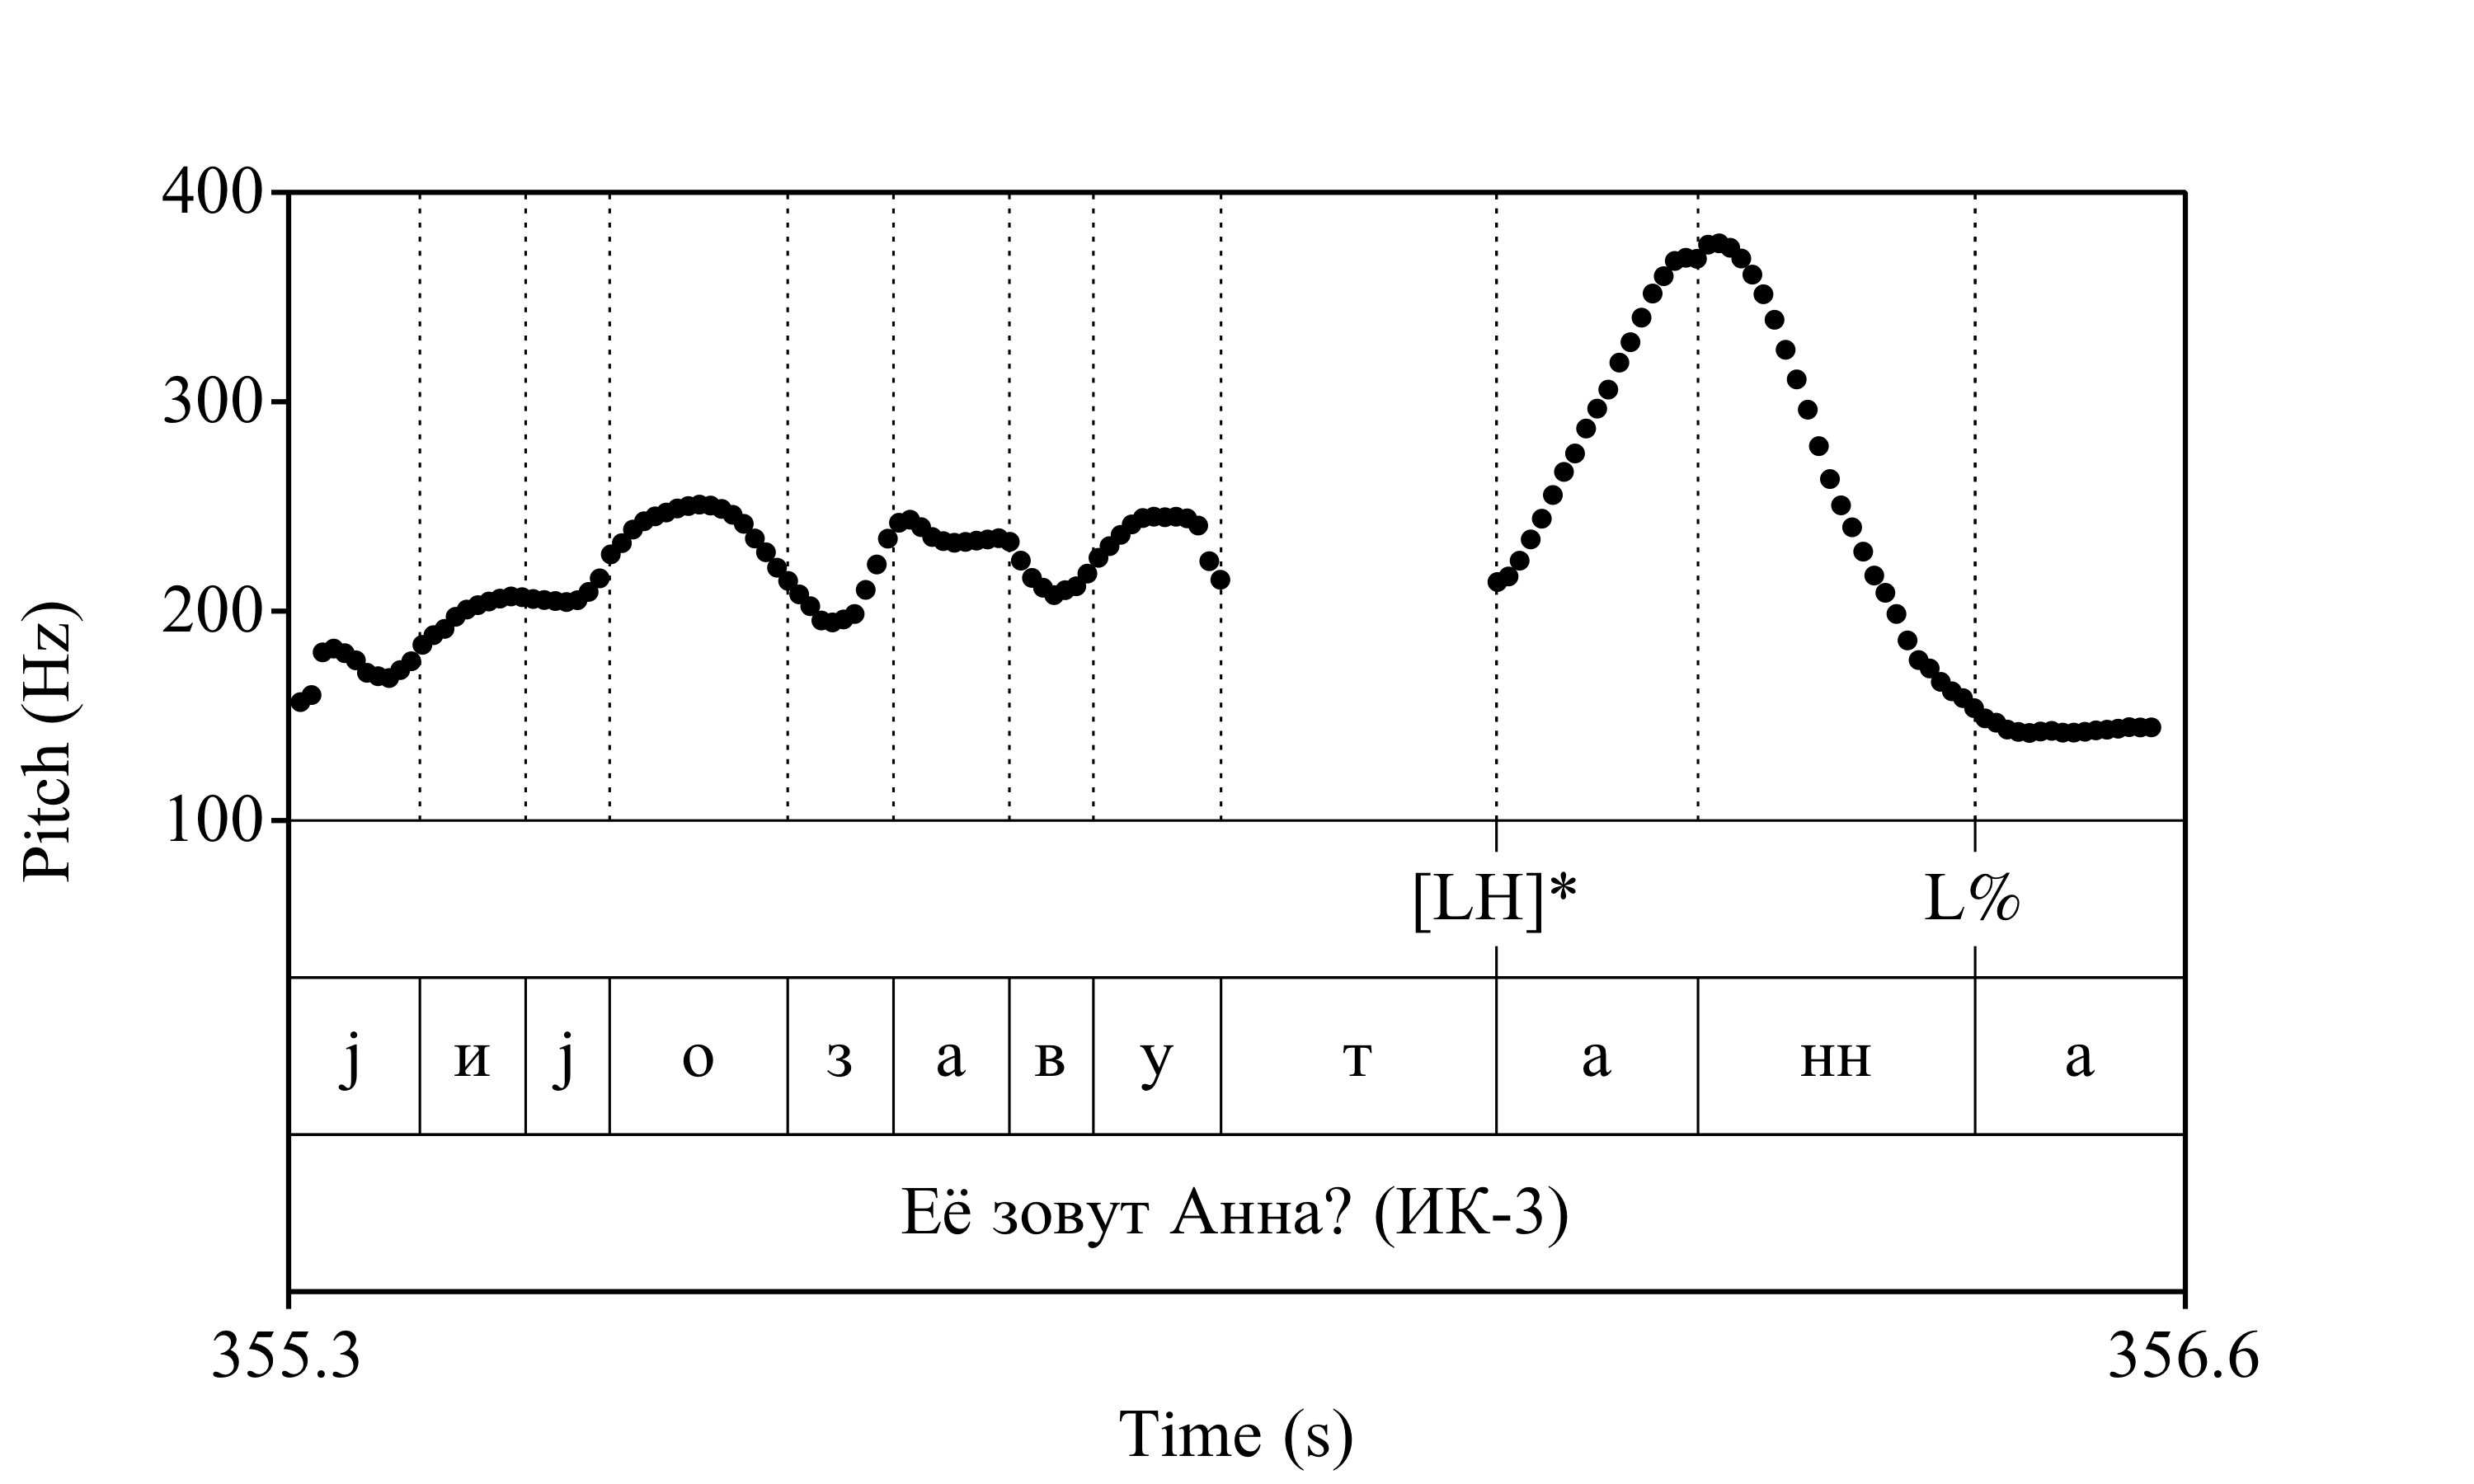 400
300
200
100
Pitch (Hz)
[LH]* L%
j и j о з а в у т а нн а
Её зовут Анна? (ИК-3)
355.3 356.6
Time (s)